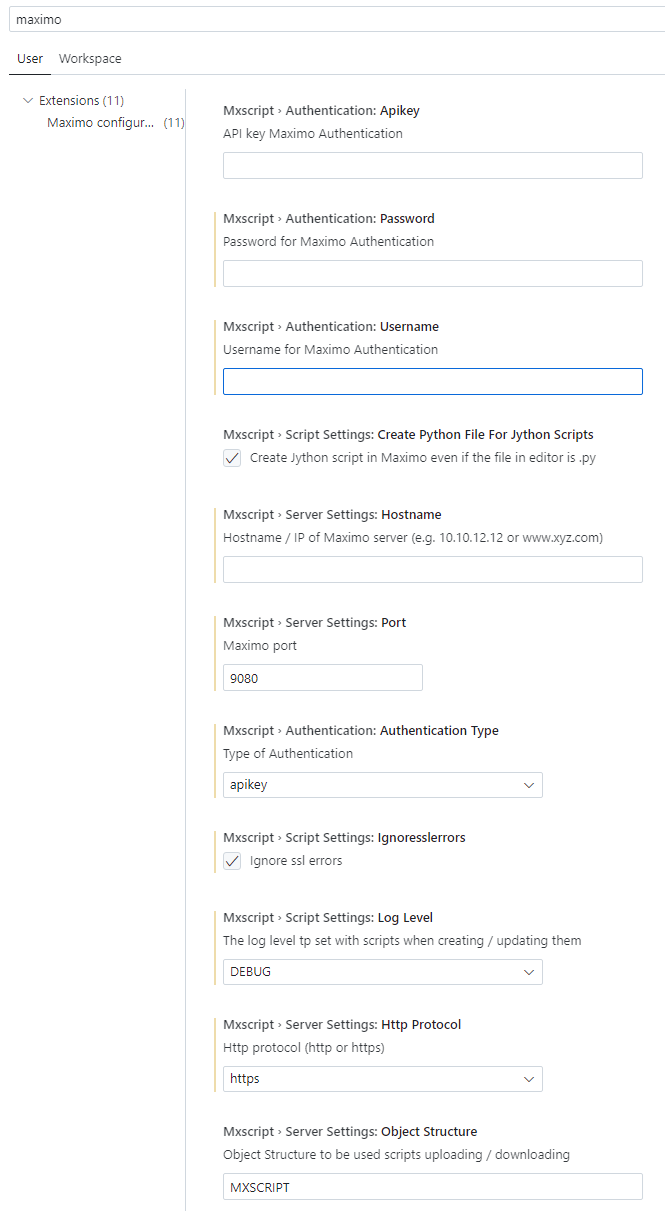 maximo
User Workspace
Extensions (11)
Maximo configur... (11)
Mxscript › Authentication: Apikey
API key Maximo Authentication
Mxscript › Authentication: Password
Password for Maximo Authentication
Mxscript › Authentication: Username
Username for Maximo Authentication
Mxscript › Script Settings: Create Python File For Jython Scripts
Create Jython script in Maximo even if the file in editor is .py
Mxscript › Server Settings: Hostname
Hostname / IP of Maximo server (e.g. 10.10.12.12 or www.xyz.com)
Mxscript › Server Settings: Port
Maximo port
9080
Mxscript › Authentication: Authentication Type
Type of Authentication
apikey
Mxscript › Script Settings: Ignoresslerrors
Ignore ssl errors
Mxscript › Script Settings: Log Level
The log level tp set with scripts when creating / updating them
DEBUG
Mxscript › Server Settings: Http Protocol
Http protocol (http or https)
https
Mxscript › Server Settings: Object Structure
Object Structure to be used scripts uploading / downloading
MXSCRIPT